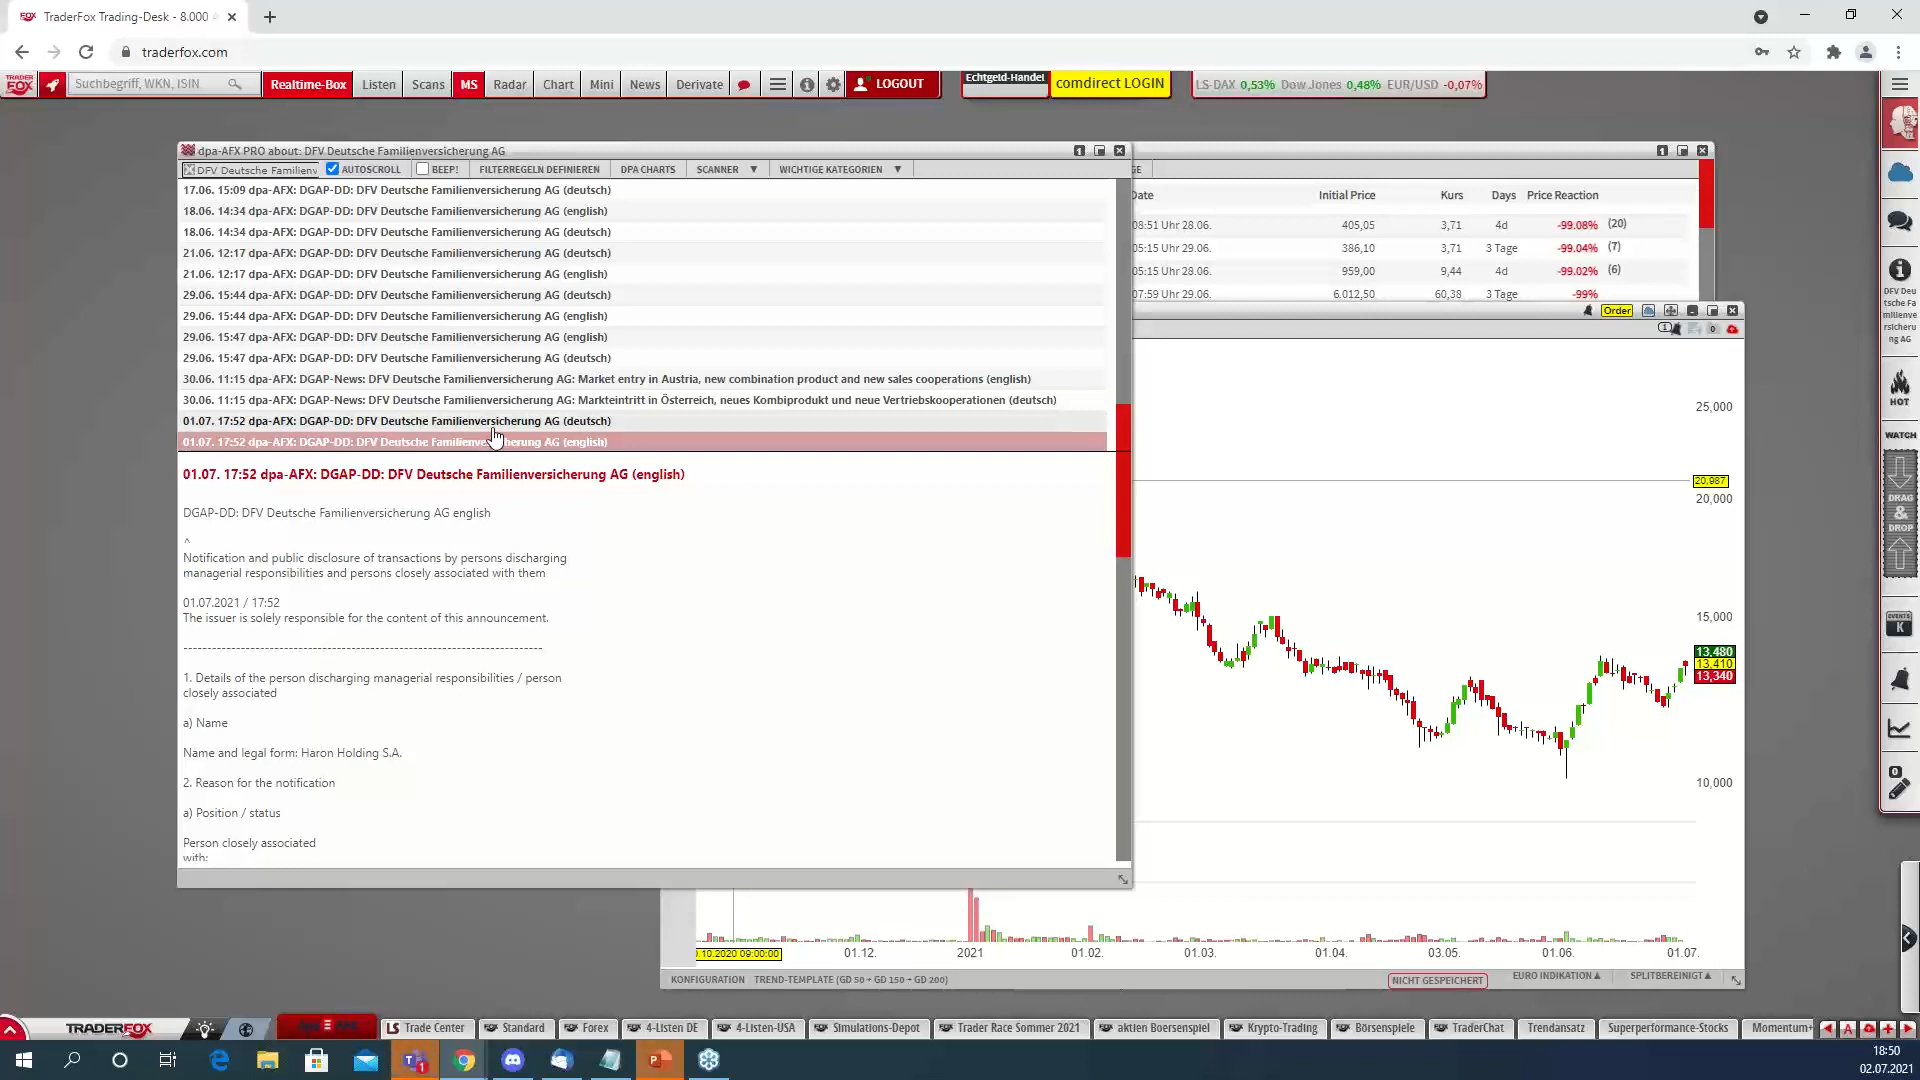 TraderFox Trading-Desk - 8.000
traderfox.com
TRADER FOX
Suchbegriff, WKN, ISIN
Realtime-Box
Listen
Scans
MS
Radar
Chart
Mini
News
Derivate
LOGOUT
Echtgeld-Handel
comdirect LOGIN
LS-DAX 0,53% Dow Jones 0,48% EUR/USD -0,07%
dpa-AFX PRO about: DFV Deutsche Familienversicherung AG
DFV Deutsche Familienv
AUTOSCROLL
BEEP!
FILTERREGELN DEFINIEREN
DPA CHARTS
SCANNER
WICHTIGE KATEGORIEN
17.06. 15:09 dpa-AFX: DGAP-DD: DFV Deutsche Familienversicherung AG (deutsch)
18.06. 14:34 dpa-AFX: DGAP-DD: DFV Deutsche Familienversicherung AG (english)
18.06. 14:34 dpa-AFX: DGAP-DD: DFV Deutsche Familienversicherung AG (deutsch)
21.06. 12:17 dpa-AFX: DGAP-DD: DFV Deutsche Familienversicherung AG (deutsch)
21.06. 12:17 dpa-AFX: DGAP-DD: DFV Deutsche Familienversicherung AG (english)
29.06. 15:44 dpa-AFX: DGAP-DD: DFV Deutsche Familienversicherung AG (deutsch)
29.06. 15:44 dpa-AFX: DGAP-DD: DFV Deutsche Familienversicherung AG (english)
29.06. 15:47 dpa-AFX: DGAP-DD: DFV Deutsche Familienversicherung AG (english)
29.06. 15:47 dpa-AFX: DGAP-DD: DFV Deutsche Familienversicherung AG (deutsch)
30.06. 11:15 dpa-AFX: DGAP-News: DFV Deutsche Familienversicherung AG: Market entry in Austria, new combination product and new sales cooperations (english)
30.06. 11:15 dpa-AFX: DGAP-News: DFV Deutsche Familienversicherung AG: Markteintritt in Österreich, neues Kombiprodukt und neue Vertriebskooperationen (deutsch)
01.07. 17:52 dpa-AFX: DGAP-DD: DFV Deutsche Familienversicherung AG (deutsch)
01.07. 17:52 dpa-AFX: DGAP-DD: DFV Deutsche Familienversicherung AG (english)
01.07. 17:52 dpa-AFX: DGAP-DD: DFV Deutsche Familienversicherung AG (english)
DGAP-DD: DFV Deutsche Familienversicherung AG english
^
Notification and public disclosure of transactions by persons discharging
managerial responsibilities and persons closely associated with them
01.07.2021 / 17:52
The issuer is solely responsible for the content of this announcement.
1. Details of the person discharging managerial responsibilities / person
closely associated
a) Name
Name and legal form: Haron Holding S.A.
2. Reason for the notification
a) Position / status
Person closely associated
with:
GE
Date
Initial Price
Kurs
Days
Price Reaction
08:51 Uhr 28.06. 405,05 3,71 4d -99.08% (20)
05:15 Uhr 29.06. 386,10 3,71 3 Tage -99.04% (7)
05:15 Uhr 28.06. 959,00 9,44 4d -99.02% (6)
07:59 Uhr 29.06. 6.012,50 60,38 3 Tage -99%
Order
25,000
20,987
20,000
15,000
13,480
13,410
13,340
10,000
.10.2020 09:00:00
01.12.
2021
01.02.
01.03.
01.04.
03.05.
01.06.
01.07.
KONFIGURATION
TREND-TEMPLATE (GD 50 - GD 150 - GD 200)
NICHT GESPEICHERT
EURO INDIKATION
SPLITBEREINIGT
DFV Deu
tsche Fa
milienve
rsicheru
ng AG
HOT
WATCH
DRAG
&
DROP
EVENTS
K
0
TRADERFOX
LS Trade Center
Standard
Forex
4-Listen DE
4-Listen-USA
Simulations-Depot
Trader Race Sommer 2021
aktien Boersenspiel
Krypto-Trading
Börsenspiele
TraderChat
Trendansatz
Superperformance-Stocks
Momentum+
18:50
02.07.2021